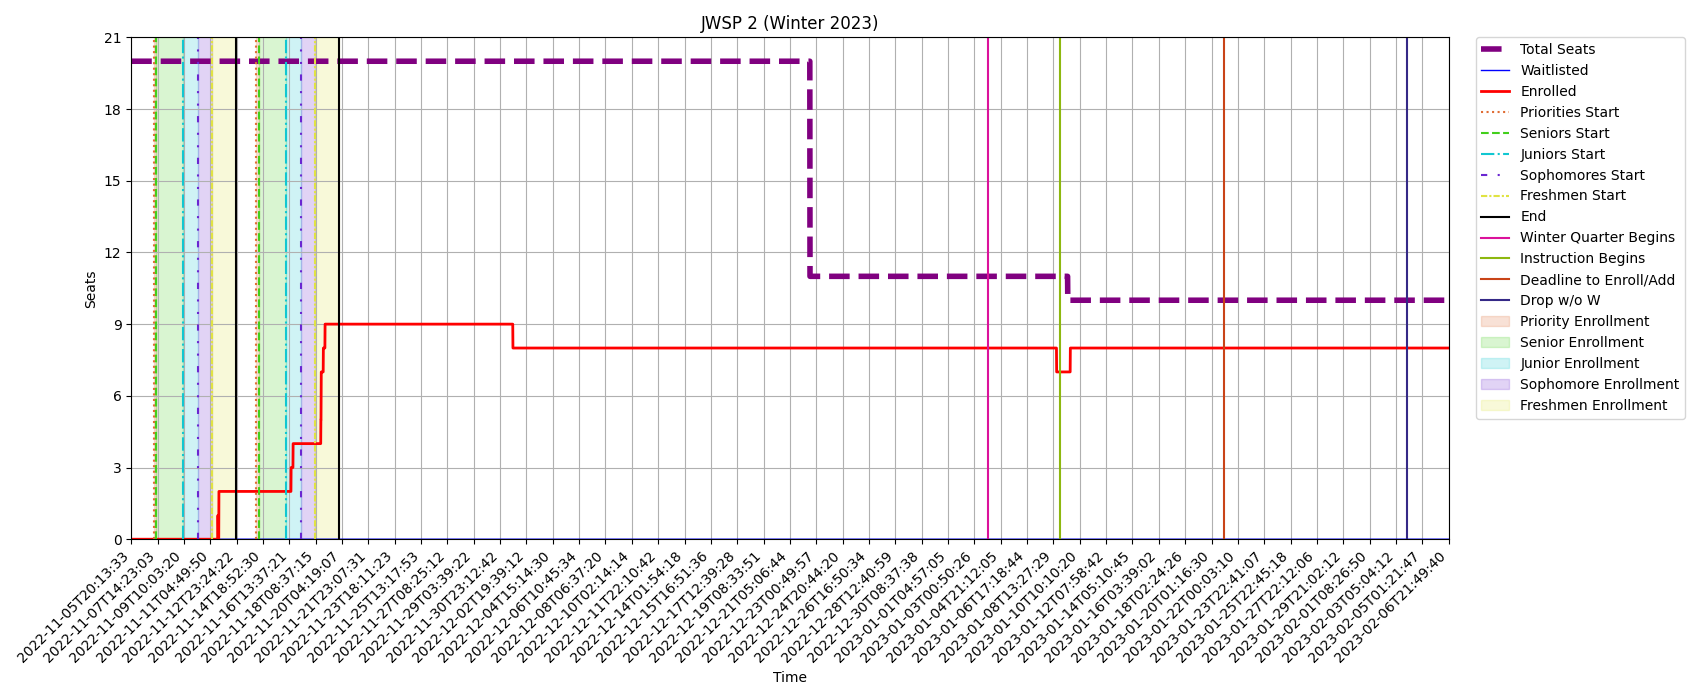 JWSP 2 (Winter 2023)
21
18
15
12
9
6
3
0
Seats
2022-11-05T20:13:33
2022-11-07T14:23:03
2022-11-09T10:03:20
2022-11-11T04:49:50
2022-11-12T23:24:22
2022-11-14T18:52:30
2022-11-16T13:37:21
2022-11-18T08:37:15
2022-11-20T04:19:07
2022-11-21T23:07:31
2022-11-23T18:11:23
2022-11-25T13:17:53
2022-11-27T08:25:12
2022-11-29T03:39:22
2022-11-30T23:12:42
2022-12-02T19:39:12
2022-12-04T15:14:30
2022-12-06T10:45:34
2022-12-08T06:37:20
2022-12-10T02:14:14
2022-12-11T22:10:42
2022-12-14T01:54:18
2022-12-15T16:51:36
2022-12-17T12:39:28
2022-12-19T08:33:51
2022-12-21T05:06:44
2022-12-23T00:49:57
2022-12-24T20:44:20
2022-12-26T16:50:34
2022-12-28T12:40:59
2022-12-30T08:37:38
2023-01-01T04:57:05
2023-01-03T00:50:26
2023-01-04T21:12:05
2023-01-06T17:18:44
2023-01-08T13:27:29
2023-01-10T10:10:20
2023-01-12T07:58:42
2023-01-14T05:10:45
2023-01-16T03:39:02
2023-01-18T02:24:26
2023-01-20T01:16:30
2023-01-22T00:03:10
2023-01-23T22:41:07
2023-01-25T22:45:18
2023-01-27T22:12:06
2023-01-29T21:02:12
2023-02-01T08:26:50
2023-02-03T05:04:12
2023-02-05T01:21:47
2023-02-06T21:49:40
Time
Total Seats
Waitlisted
Enrolled
Priorities Start
Seniors Start
Juniors Start
Sophomores Start
Freshmen Start
End
Winter Quarter Begins
Instruction Begins
Deadline to Enroll/Add
Drop w/o W
Priority Enrollment
Senior Enrollment
Junior Enrollment
Sophomore Enrollment
Freshmen Enrollment